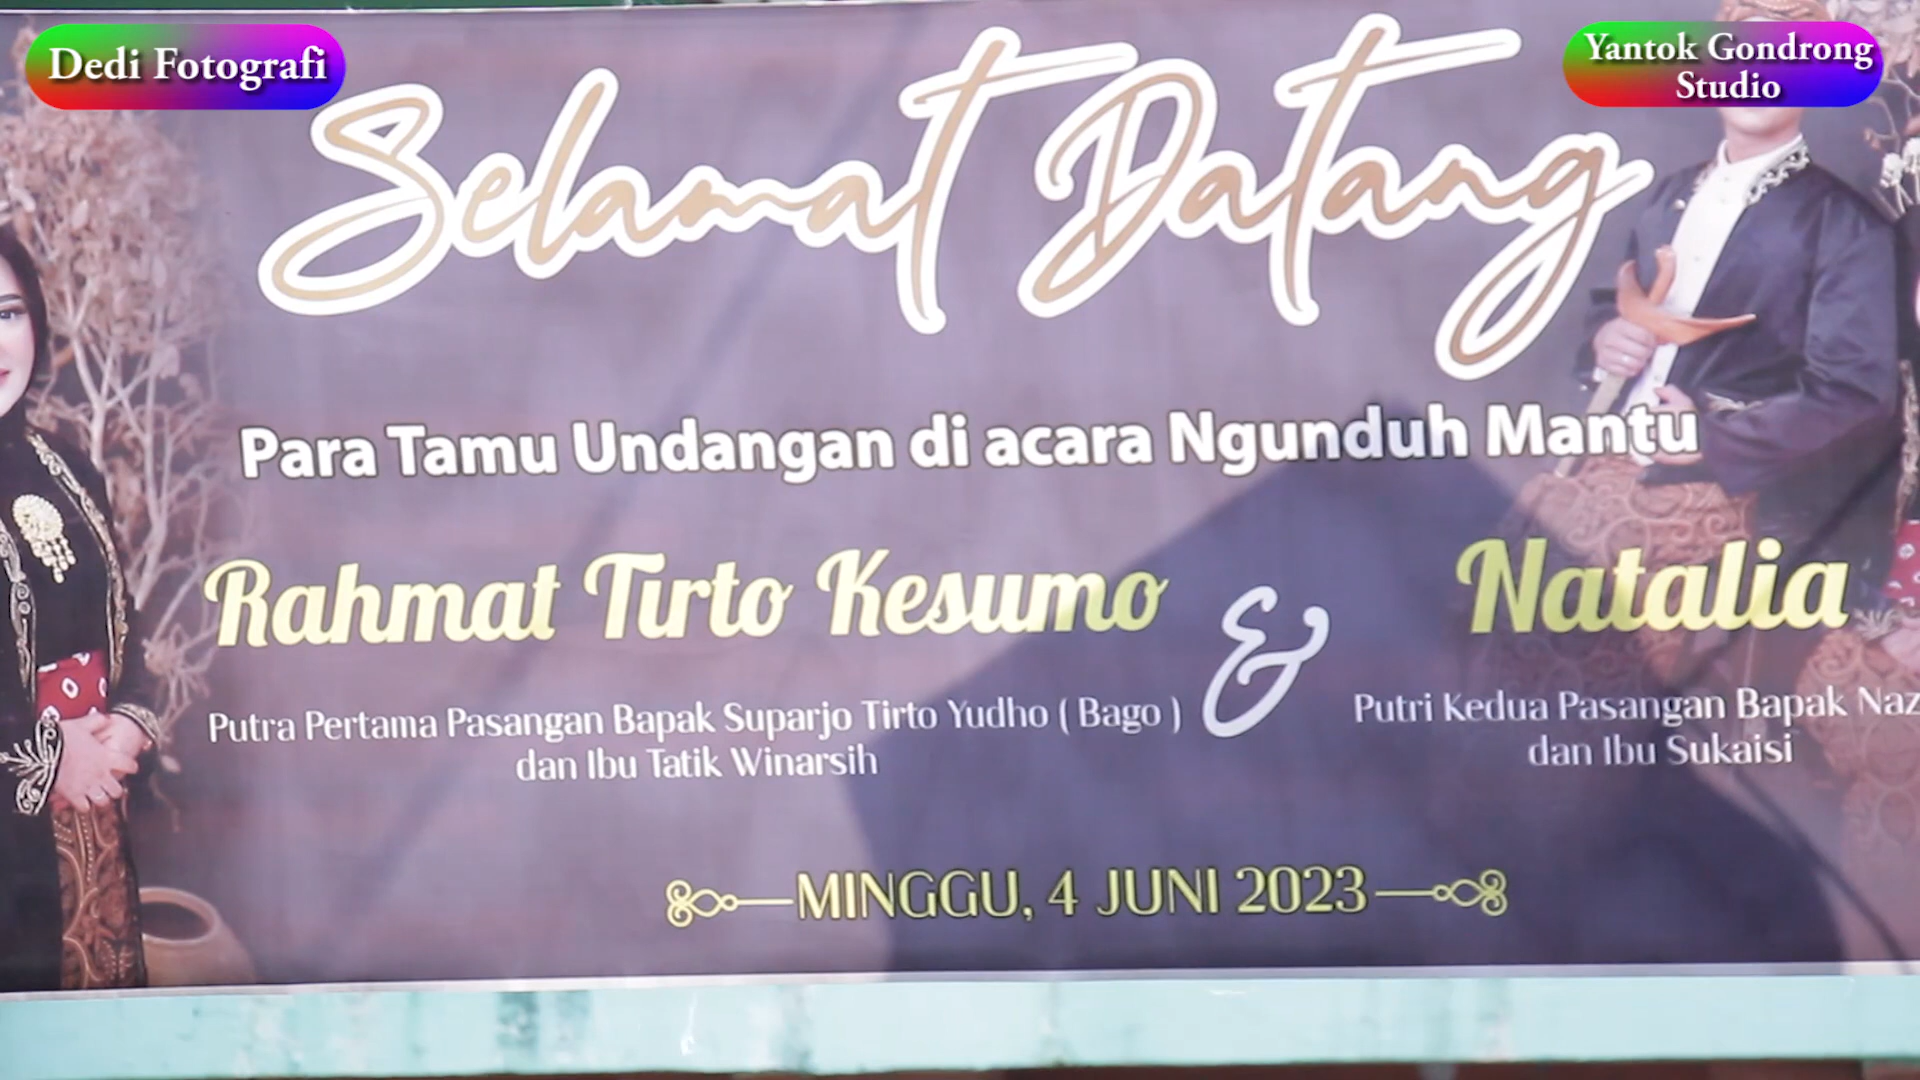 Dedi Fotografi
Yantok Gondrong
Studio
Selamat Datang
Para Tamu Undangan di acara Ngunduh Mantu
Rahmat Tirto Kesumo & Natalia
Putra Pertama Pasangan Bapak Suparjo Tirto Yudho ( Bago )
dan Ibu Tatik Winarsih
Putri Kedua Pasangan Bapak
dan Ibu Sukaisi
MINGGU, 4 JUNI 2023